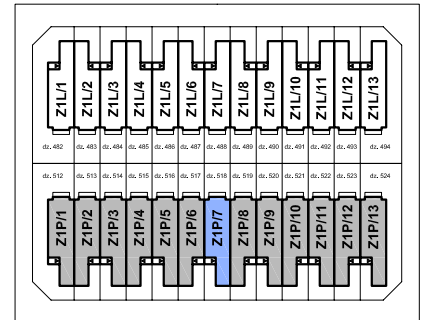 Z1L/1 Z1L/2 Z1L/3 Z1L/4 Z1L/5 Z1L/6 Z1L/7 Z1L/8 Z1L/9 Z1L/10 Z1L/11 Z1L/12 Z1L/13
dz. 482 dz. 483 dz. 484 dz. 485 dz. 486 dz. 487 dz. 488 dz. 489 dz. 490 dz. 491 dz. 492 dz. 493 dz. 494
dz. 512 dz. 513 dz. 514 dz. 515 dz. 516 dz. 517 dz. 518 dz. 519 dz. 520 dz. 521 dz. 522 dz. 523 dz. 524
Z1P/1 Z1P/2 Z1P/3 Z1P/4 Z1P/5 Z1P/6 Z1P/7 Z1P/8 Z1P/9 Z1P/10 Z1P/11 Z1P/12 Z1P/13